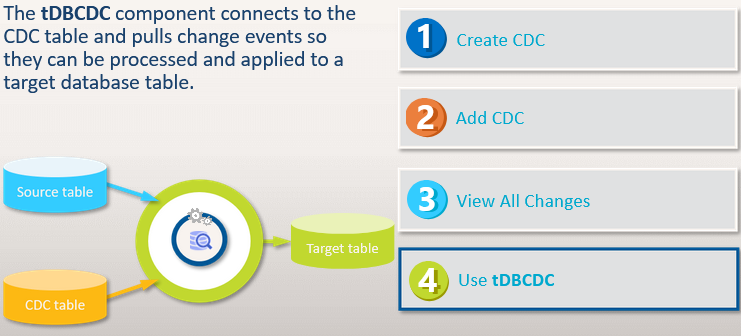 The tDBCDC component connects to the
CDC table and pulls change events so
they can be processed and applied to a
target database table.
1 Create CDC
2 Add CDC
3 View All Changes
4 Use tDBCDC
Source table
Target table
CDC table